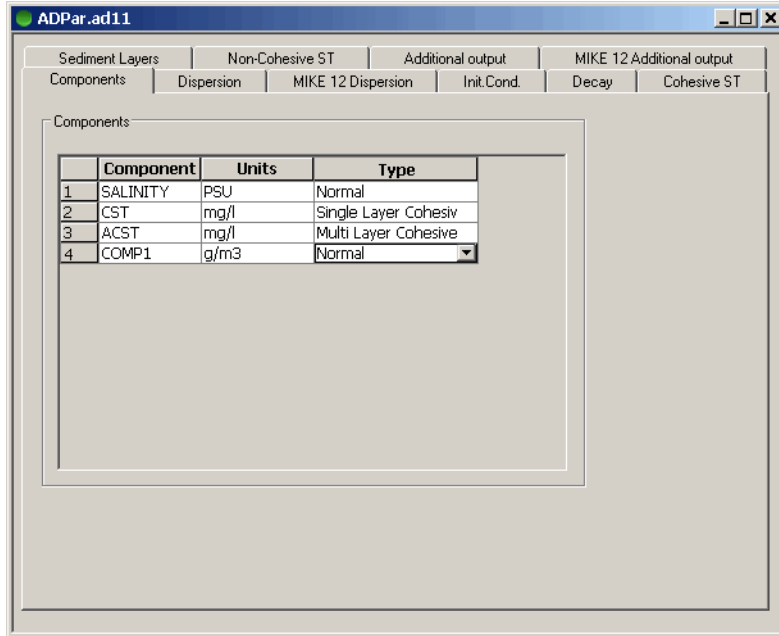 ADPar.ad11
Sediment Layers Non-Cohesive ST Additional output MIKE 12 Additional output
Components Dispersion MIKE 12 Dispersion Init.Cond. Decay Cohesive ST
Components
Component Units Type
1 SALINITY PSU Normal
2 CST mg/l Single Layer Cohesiv
3 ACST mg/l Multi Layer Cohesive
4 COMP1 g/m3 Normal